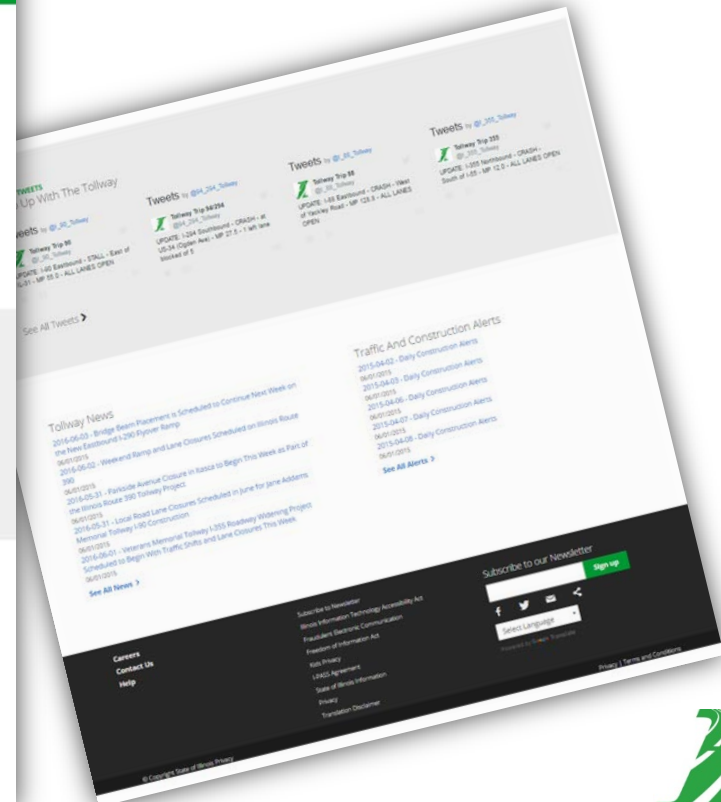 TWEETS
Up With The Tollway
Tweets by @I_90_Tollway
Tollway Trip 90
@I_90_Tollway
UPDATE: I-90 Eastbound - STALL - East of
IL-31 - MP 55.0 - ALL LANES OPEN
Tweets by @94_294_Tollway
Tollway Trip 94/294
@94_294_Tollway
UPDATE: I-294 Southbound - CRASH - at
US-34 (Ogden Ave) - MP 27.5 - 1 left lane
blocked of 5
Tweets by @I_88_Tollway
Tollway Trip 88
@I_88_Tollway
UPDATE: I-88 Eastbound - CRASH - West
of Yackley Road - MP 128.8 - ALL LANES
OPEN
Tweets by @I_355_Tollway
Tollway Trip 355
@I_355_Tollway
UPDATE: I-355 Northbound - CRASH -
South of I-55 - MP 12.0 - ALL LANES OPEN
See All Tweets >
Tollway News
2016-06-03 - Bridge Beam Placement is Scheduled to Continue Next Week on
the New Eastbound I-290 Flyover Ramp
06/01/2015
2016-06-02 - Weekend Ramp and Lane Closures Scheduled on Illinois Route
390
06/01/2015
2016-05-31 - Parkside Avenue Closure in Itasca to Begin This Week as Part of
the Illinois Route 390 Tollway Project
06/01/2015
2016-05-31 - Local Road Lane Closures Scheduled in June for Jane Addams
Memorial Tollway I-90 Construction
06/01/2015
2016-06-01 - Veterans Memorial Tollway I-355 Roadway Widening Project
Scheduled to Begin With Traffic Shifts and Lane Closures This Week
06/01/2015
See All News >
Traffic And Construction Alerts
2015-04-02 - Daily Construction Alerts
06/01/2015
2015-04-03 - Daily Construction Alerts
06/01/2015
2015-04-06 - Daily Construction Alerts
06/01/2015
2015-04-07 - Daily Construction Alerts
06/01/2015
2015-04-08 - Daily Construction Alerts
06/01/2015
See All Alerts >
Careers
Contact Us
Help
Subscribe to Newsletter
Illinois Information Technology Accessibility Act
Fraudulent Electronic Communication
Freedom of Information Act
Kids Privacy
I-PASS Agreement
State of Illinois Information
Privacy
Translation Disclaimer
Subscribe to our Newsletter
Sign up
Select Language
Powered by Google Translate
© Copyright State of Illinois Privacy
Privacy | Terms and Conditions